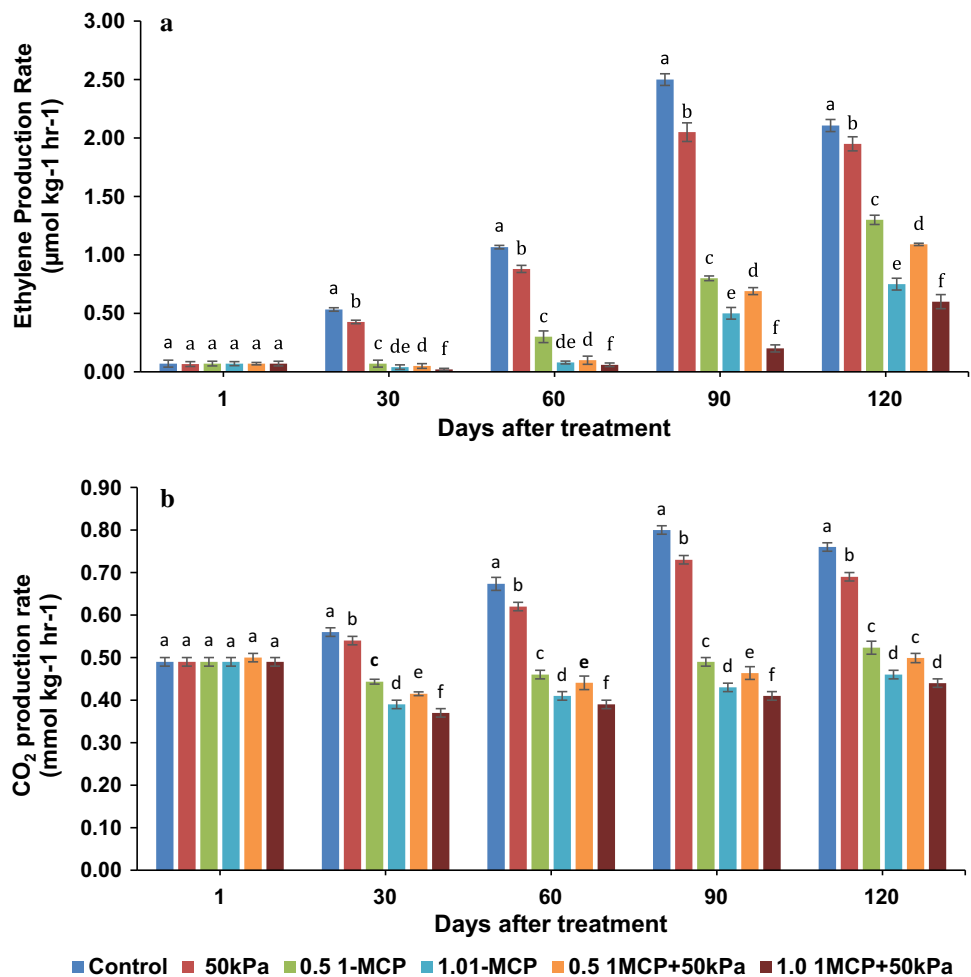 a
Ethylene Production Rate
(µmol kg-1 hr-1)
3.00
2.50
2.00
1.50
1.00
0.50
0.00
a a a a a a
a b c de d f
a b c de d f
a b c e d f
a b c e d f
1 30 60 90 120
Days after treatment
b
CO₂ production rate
(mmol kg-1 hr-1)
0.90
0.80
0.70
0.60
0.50
0.40
0.30
0.20
0.10
0.00
a a a a a a
a b c d e f
a b c d e f
a b c d e f
a b c d c d
1 30 60 90 120
Days after treatment
Control 50kPa 0.5 1-MCP 1.01-MCP 0.5 1MCP+50kPa 1.0 1MCP+50kPa